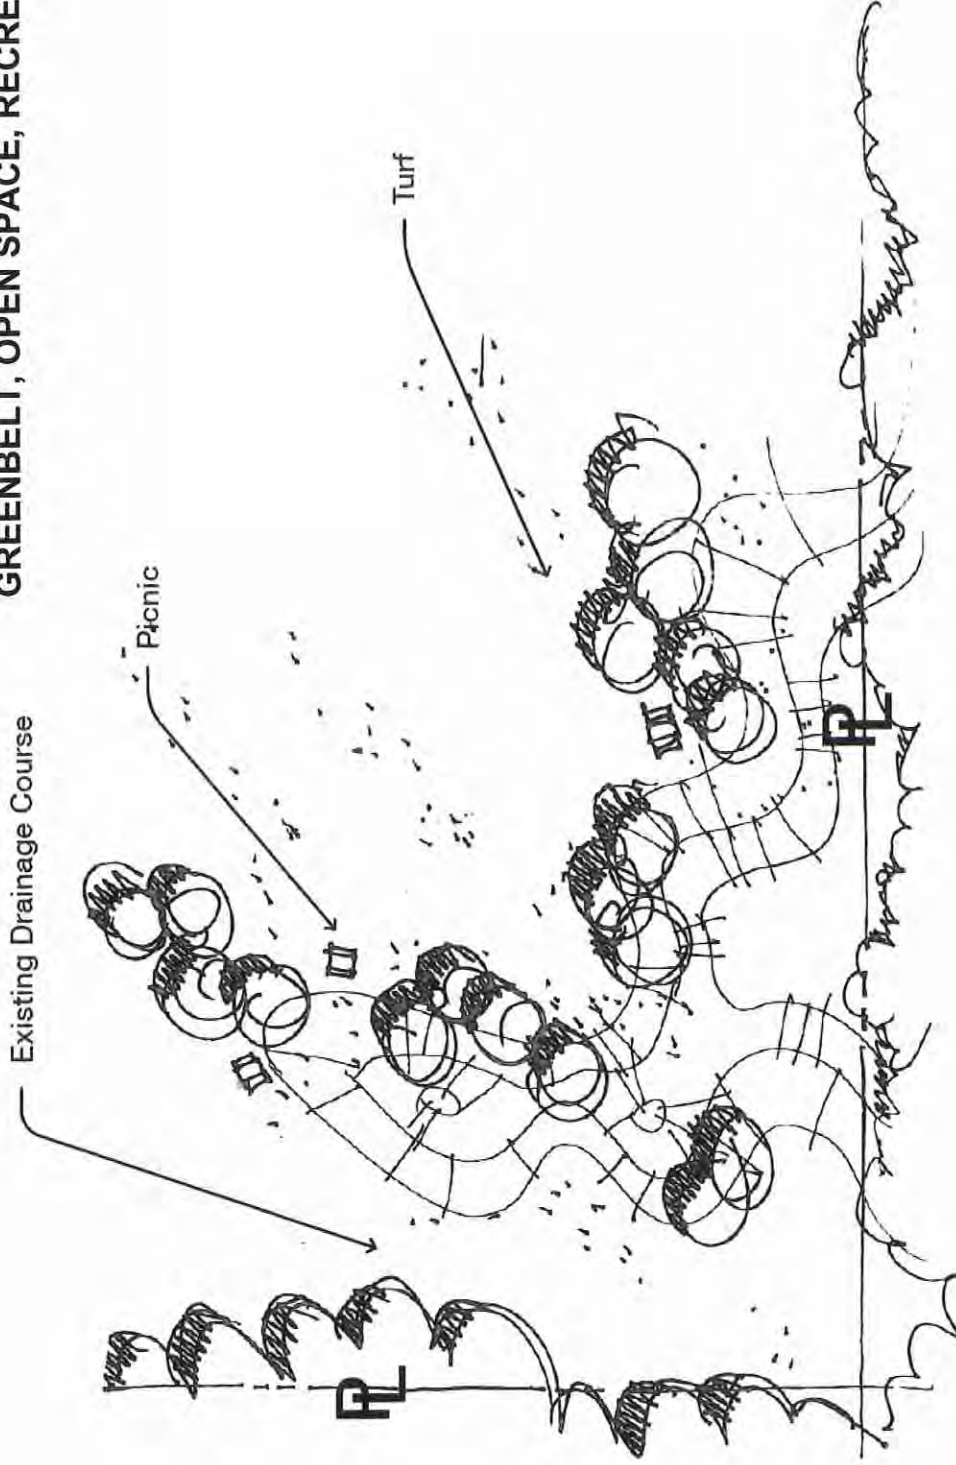 GREENBELT, OPEN SPACE, RECRE
Existing Drainage Course
Picnic
Turf
PL
PL